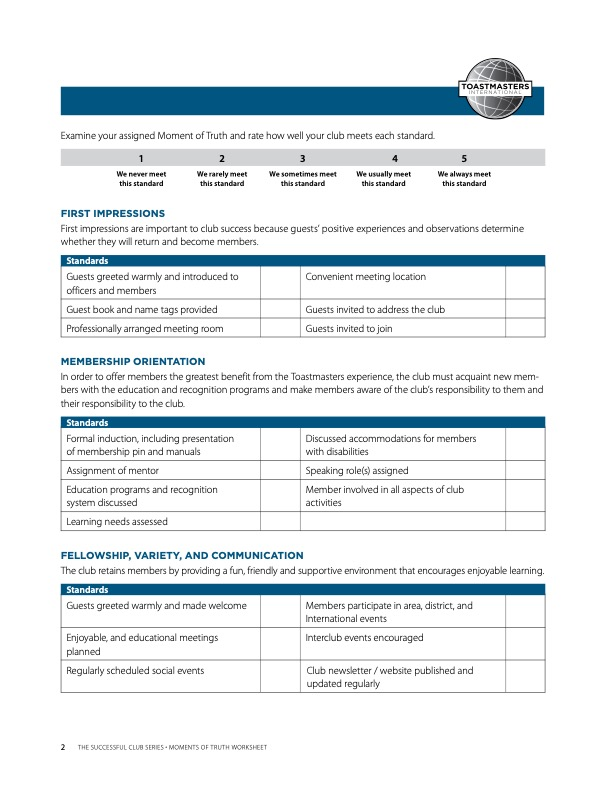 TOASTMASTERS
INTERNATIONAL
Examine your assigned Moment of Truth and rate how well your club meets each standard.
1 2 3 4 5
We never meet We rarely meet We sometimes meet We usually meet We always meet
this standard this standard this standard this standard this standard
FIRST IMPRESSIONS
First impressions are important to club success because guests' positive experiences and observations determine
whether they will return and become members.
Standards
Guests greeted warmly and introduced to Convenient meeting location
officers and members
Guest book and name tags provided Guests invited to address the club
Professionally arranged meeting room Guests invited to join
MEMBERSHIP ORIENTATION
In order to offer members the greatest benefit from the Toastmasters experience, the club must acquaint new mem-
bers with the education and recognition programs and make members aware of the club's responsibility to them and
their responsibility to the club.
Standards
Formal induction, including presentation Discussed accommodations for members
of membership pin and manuals with disabilities
Assignment of mentor Speaking role(s) assigned
Education programs and recognition Member involved in all aspects of club
system discussed activities
Learning needs assessed
FELLOWSHIP, VARIETY, AND COMMUNICATION
The club retains members by providing a fun, friendly and supportive environment that encourages enjoyable learning.
Standards
Guests greeted warmly and made welcome Members participate in area, district, and
International events
Enjoyable, and educational meetings Interclub events encouraged
planned
Regularly scheduled social events Club newsletter / website published and
updated regularly
2 THE SUCCESSFUL CLUB SERIES • MOMENTS OF TRUTH WORKSHEET